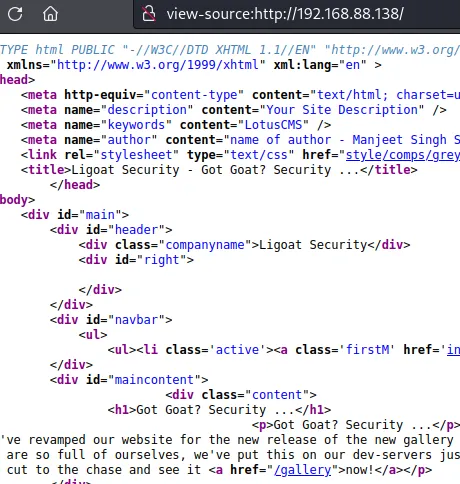 view-source:http://192.168.88.138/
TYPE html PUBLIC "-//W3C//DTD XHTML 1.1//EN" "http://www.w3.org/
xmlns="http://www.w3.org/1999/xhtml" xml:lang="en" >
head>
<meta http-equiv="content-type" content="text/html; charset=u
<meta name="description" content="Your Site Description" />
<meta name="keywords" content="LotusCMS" />
<meta name="author" content="name of author - Manjeet Singh S
<link rel="stylesheet" type="text/css" href="style/comps/grey
<title>Ligoat Security - Got Goat? Security ...</title>
</head>
body>
<div id="main">
<div id="header">
<div class="companyname">Ligoat Security</div>
<div id="right">
</div>
</div>
<div id="navbar">
<ul>
<ul><li class='active'><a class='firstM' href='in
</div>
<div id="maincontent">
<div class="content">
<h1>Got Goat? Security ...</h1>
<p>Got Goat? Security ...</p>
've revamped our website for the new release of the new gallery
are so full of ourselves, we've put this on our dev-servers jus
cut to the chase and see it <a href="/gallery">now!</a></p>